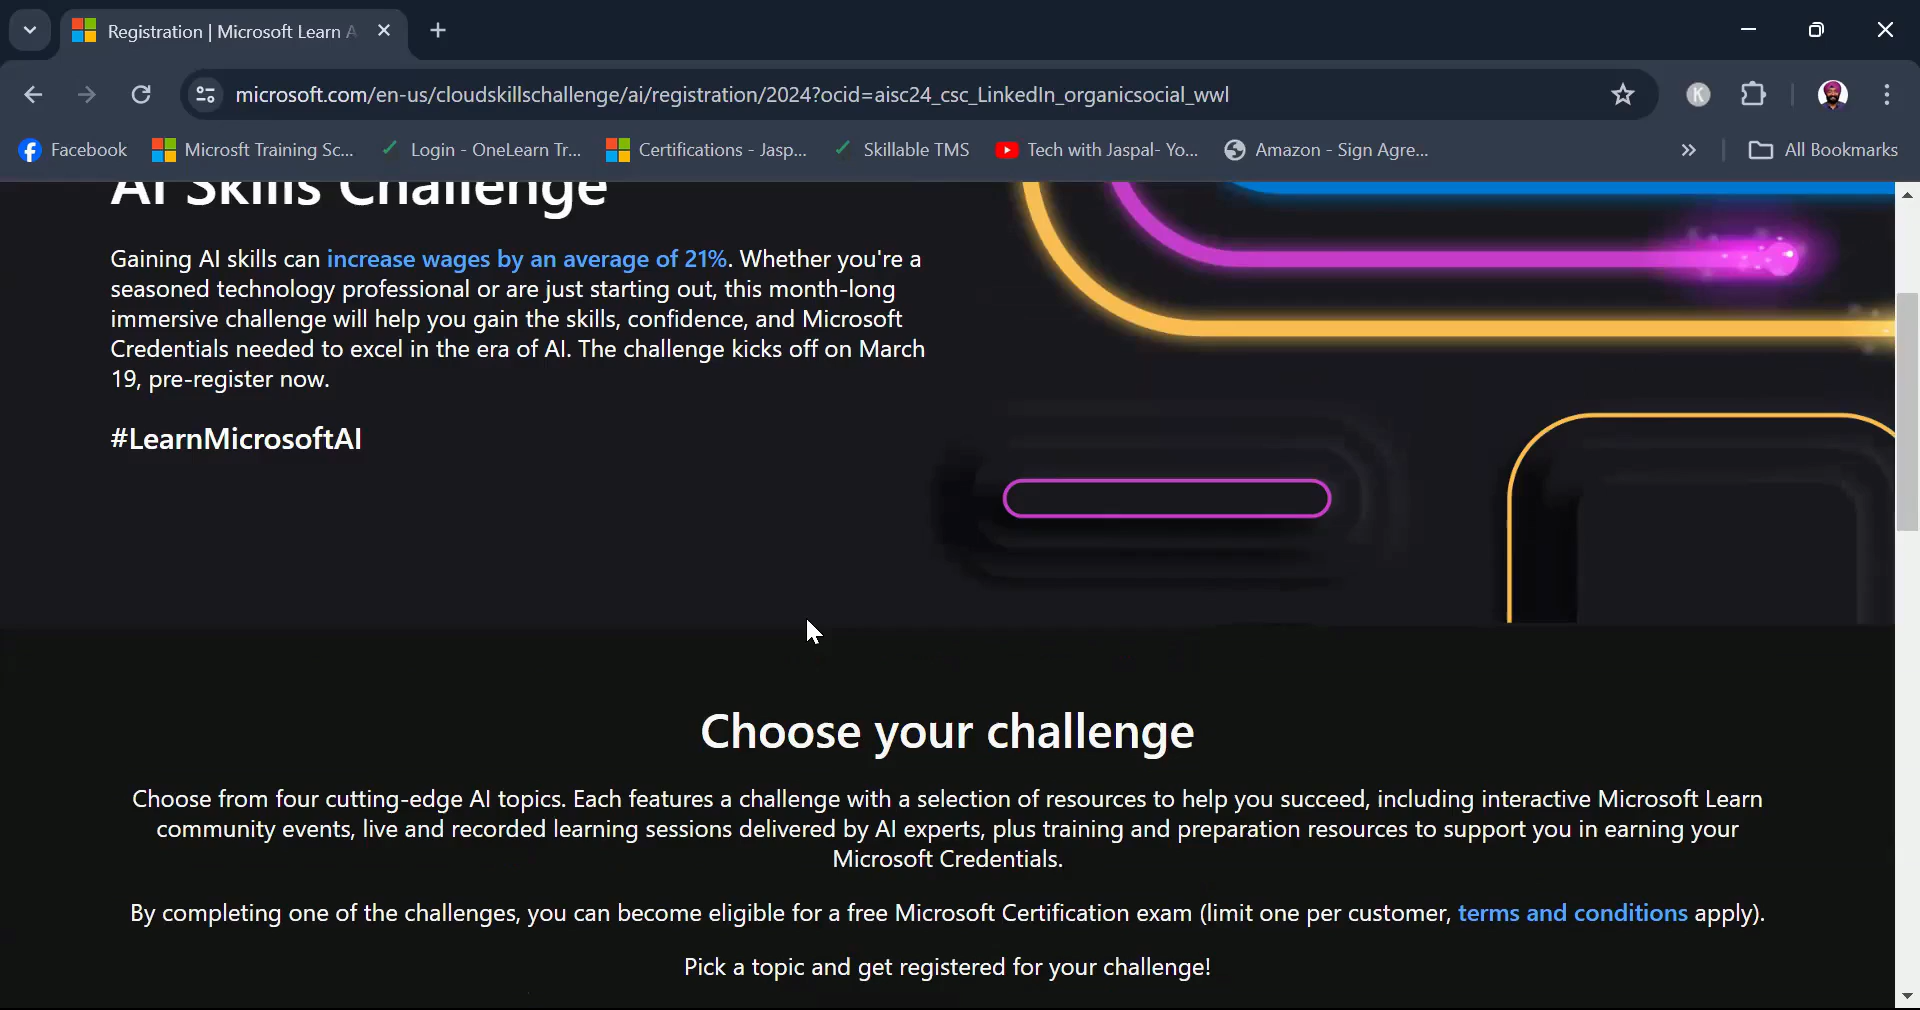 Registration | Microsoft Learn A
microsoft.com/en-us/cloudskillschallenge/ai/registration/2024?ocid=aisc24_csc_LinkedIn_organicsocial_wwl
K
Facebook
Microsft Training Sc...
Login - OneLearn Tr...
Certifications - Jasp...
Skillable TMS
Tech with Jaspal- Yo...
Amazon - Sign Agre...
»
All Bookmarks
AI Skills Challenge
Gaining AI skills can increase wages by an average of 21%. Whether you're a
seasoned technology professional or are just starting out, this month-long
immersive challenge will help you gain the skills, confidence, and Microsoft
Credentials needed to excel in the era of AI. The challenge kicks off on March
19, pre-register now.
#LearnMicrosoftAI
Choose your challenge
Choose from four cutting-edge AI topics. Each features a challenge with a selection of resources to help you succeed, including interactive Microsoft Learn
community events, live and recorded learning sessions delivered by AI experts, plus training and preparation resources to support you in earning your
Microsoft Credentials.
By completing one of the challenges, you can become eligible for a free Microsoft Certification exam (limit one per customer, terms and conditions apply).
Pick a topic and get registered for your challenge!